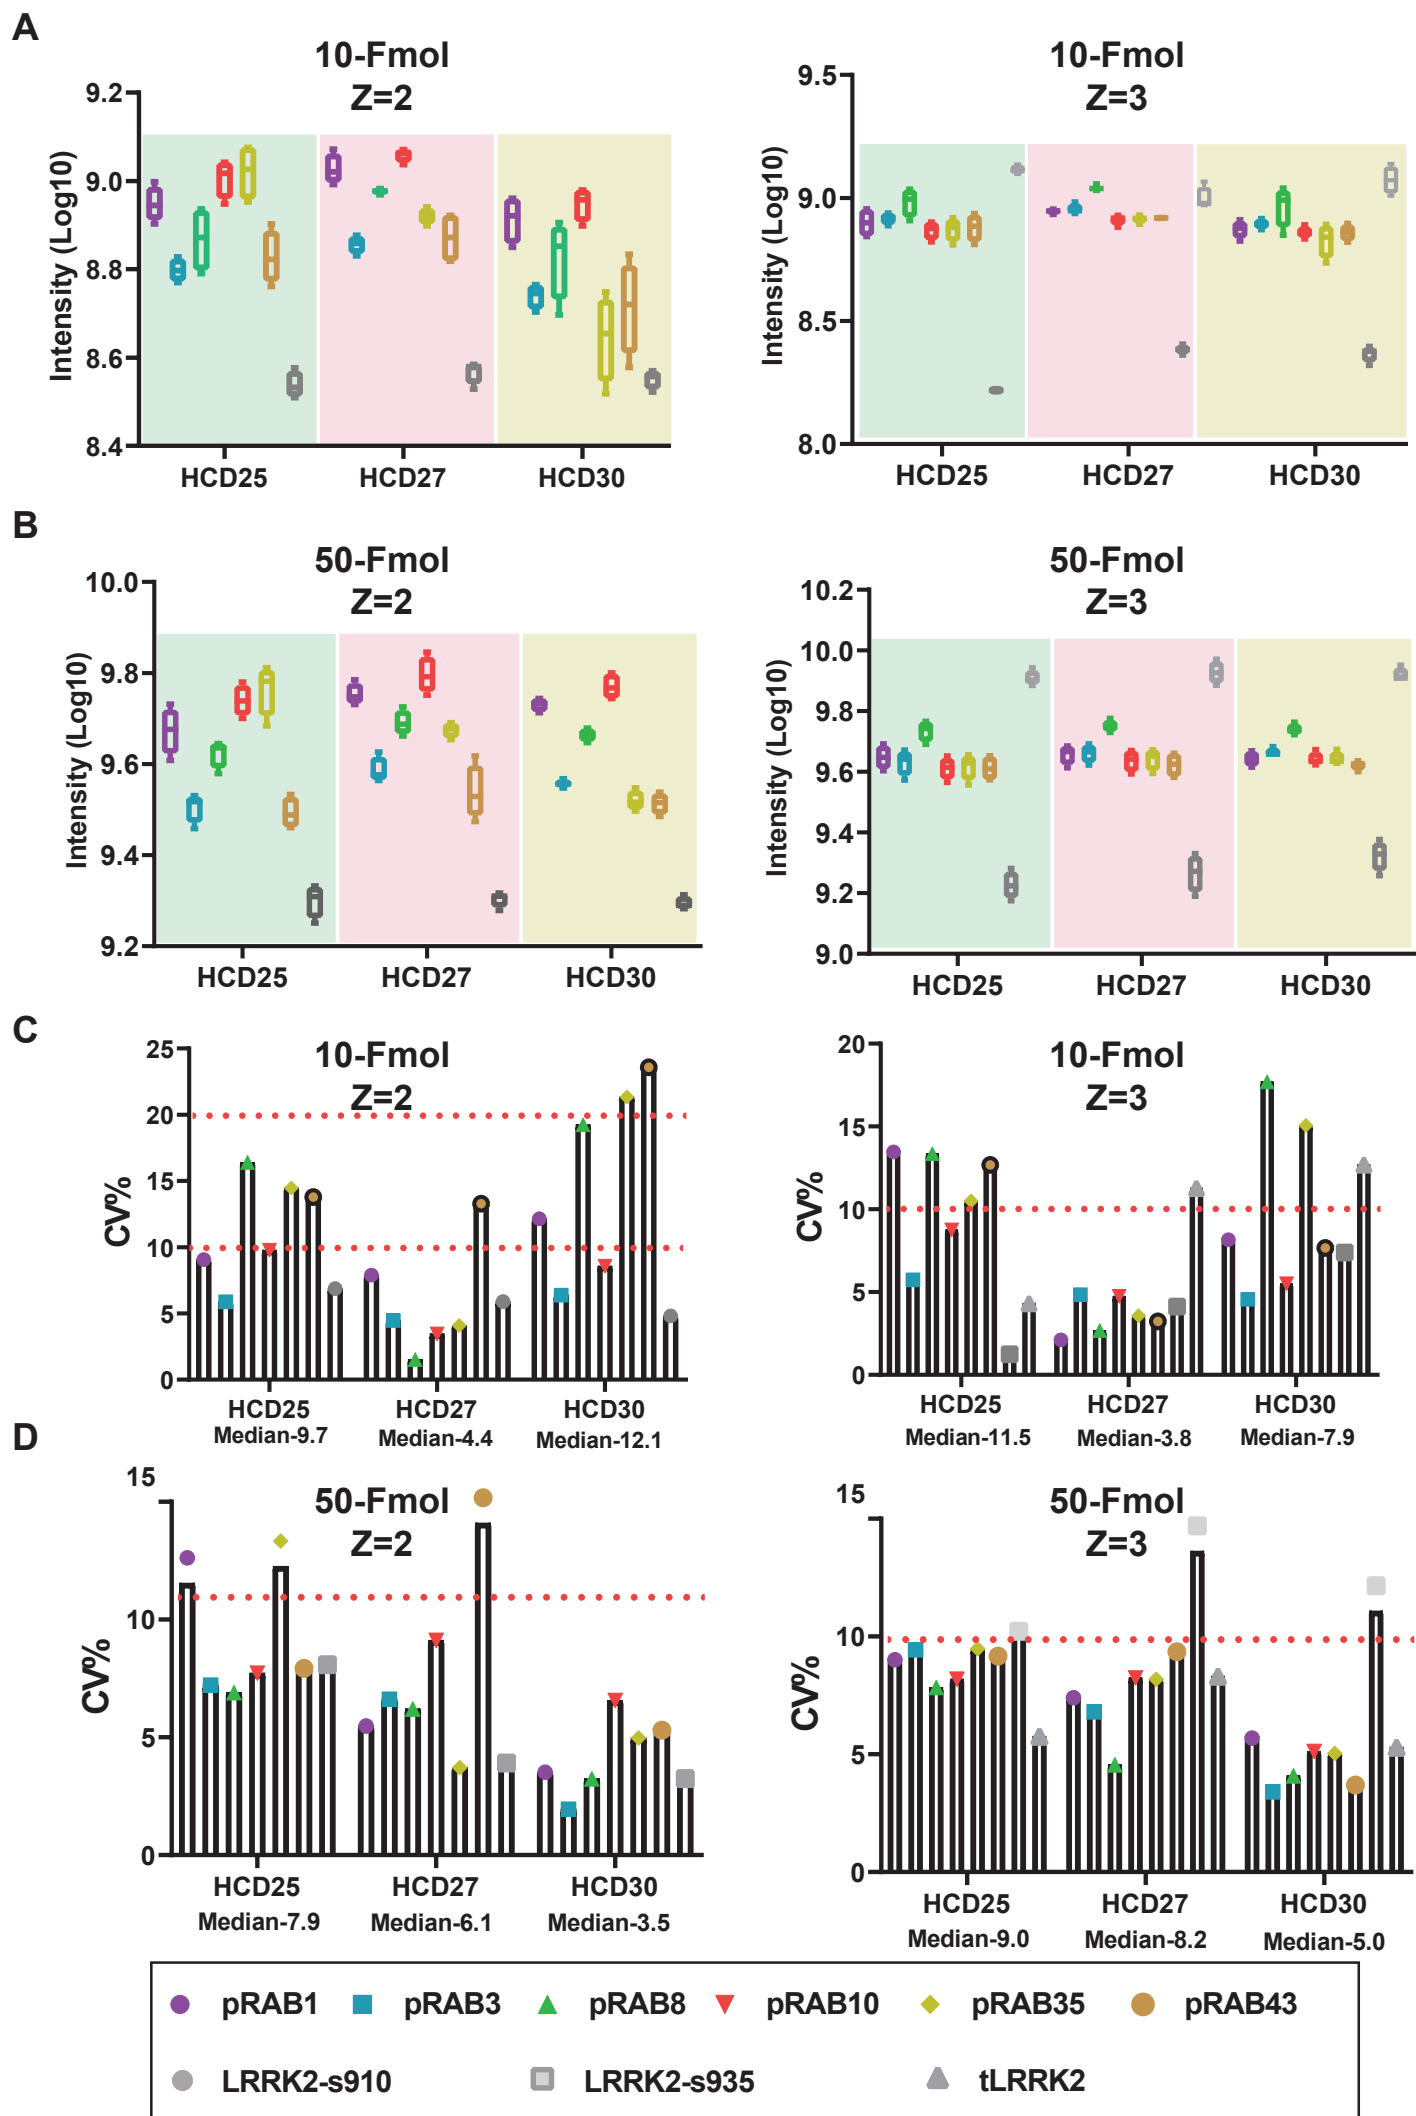 A
10-Fmol
Z=2
Intensity (Log10)
9.2
9.0
8.8
8.6
8.4
HCD25 HCD27 HCD30
10-Fmol
Z=3
Intensity (Log10)
9.5
9.0
8.5
8.0
HCD25 HCD27 HCD30
B
50-Fmol
Z=2
Intensity (Log10)
10.0
9.8
9.6
9.4
9.2
HCD25 HCD27 HCD30
50-Fmol
Z=3
Intensity (Log10)
10.2
10.0
9.8
9.6
9.4
9.2
9.0
HCD25 HCD27 HCD30
C
10-Fmol
Z=2
CV%
25
20
15
10
5
0
HCD25 HCD27 HCD30
Median-9.7 Median-4.4 Median-12.1
10-Fmol
Z=3
CV%
20
15
10
5
0
HCD25 HCD27 HCD30
Median-11.5 Median-3.8 Median-7.9
D
50-Fmol
Z=2
CV%
15
10
5
0
HCD25 HCD27 HCD30
Median-7.9 Median-6.1 Median-3.5
50-Fmol
Z=3
CV%
15
10
5
0
HCD25 HCD27 HCD30
Median-9.0 Median-8.2 Median-5.0
pRAB1 pRAB3 pRAB8 pRAB10 pRAB35 pRAB43
LRRK2-s910 LRRK2-s935 tLRRK2